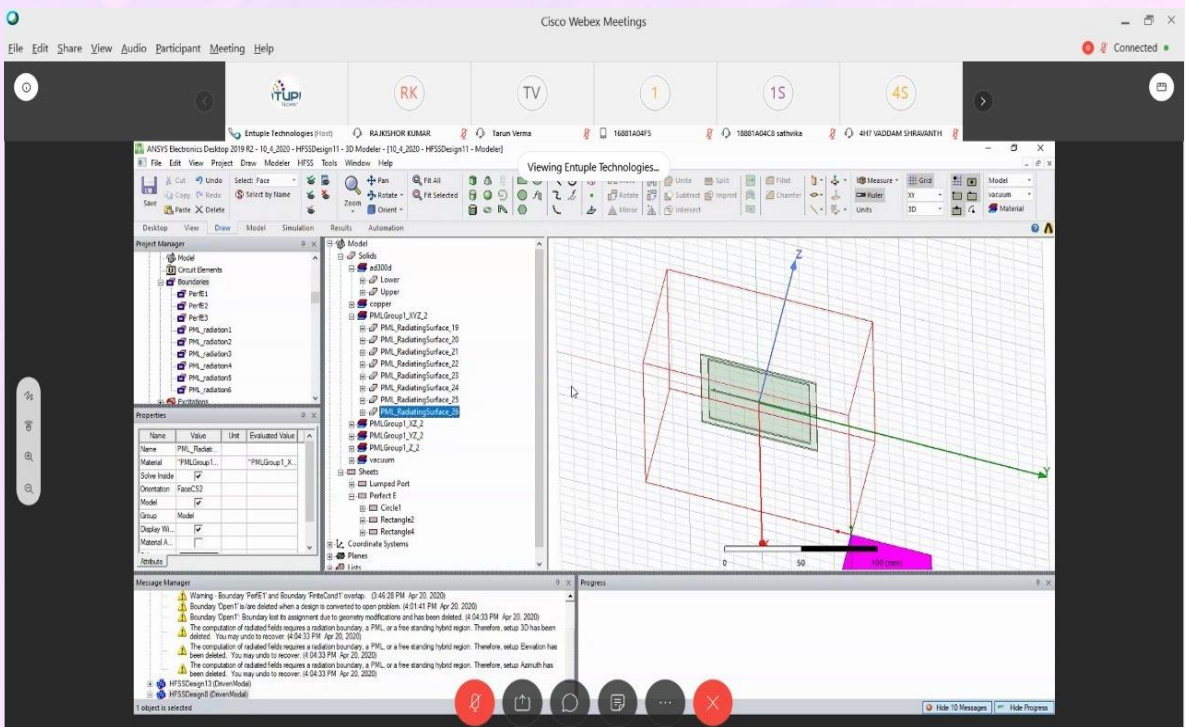 Cisco Webex Meetings
File Edit Share View Audio Participant Meeting Help
Connected
TUP!
RK
TV
1
1S
4S
Entuple Technologies (Host)
RAJKISHOR KUMAR
Tarun Verma
16881A04F5
18881A04C8 sathwika
4H7 VADDAM SHRAVANTH
ANSYS Electronics Desktop 2019 R2 - 10_4_2020 - HFSSDesign11 - 3D Modeler - [10_4_2020 - HFSSDesign11 - Modeler]
Viewing Entuple Technologies...
File Edit View Project Draw Modeler HFSS Tools Window Help
Save
Cut Undo
Copy Redo
Paste Delete
Select: Face
Select by Name
Zoom
Pan
Rotate
Orient
Fit All
Fit Selected
Rotate
Mirror
Unite
Subtract
Intersect
Split
Imprint
Fillet
Chamfer
Measure
Ruler
Units
Grid
XY
3D
Model
vacuum
Material
Desktop View Draw Model Simulation Results Automation
Project Manager
Model
Circuit Elements
Boundaries
PerfE1
PerfE2
PerfE3
PML_radiation1
PML_radiation2
PML_radiation3
PML_radiation4
PML_radiation5
PML_radiation6
Excitations
Properties
Name Value Unit Evaluated Value
Name PML_Radiati...
Material "PMLGroup1... "PMLGroup1_X...
Solve Inside
Orientation FaceCS2
Model
Group Model
Display Wi...
Material A...
Attribute
Model
Solids
ad300d
Lower
Upper
copper
PMLGroup1_XYZ_2
PML_RadiatingSurface_19
PML_RadiatingSurface_20
PML_RadiatingSurface_21
PML_RadiatingSurface_22
PML_RadiatingSurface_23
PML_RadiatingSurface_24
PML_RadiatingSurface_25
PML_RadiatingSurface_26
PMLGroup1_XZ_2
PMLGroup1_YZ_2
PMLGroup1_Z_2
vacuum
Sheets
Lumped Port
Perfect E
Circle1
Rectangle2
Rectangle4
Coordinate Systems
Planes
Lists
Z
Y
0 50 100 (mm)
Message Manager
Warning - Boundary 'PerfE1' and Boundary 'FiniteCond1' overlap. (3:46:28 PM Apr 20, 2020)
Boundary 'Open1' is/are deleted when a design is converted to open problem. (4:01:41 PM Apr 20, 2020)
Boundary 'Open1': Boundary lost its assignment due to geometry modifications and has been deleted. (4:04:33 PM Apr 20, 2020)
The computation of radiated fields requires a radiation boundary, a PML, or a free standing hybrid region. Therefore, setup 3D has been
deleted. You may undo to recover. (4:04:33 PM Apr 20, 2020)
The computation of radiated fields requires a radiation boundary, a PML, or a free standing hybrid region. Therefore, setup Elevation has
been deleted. You may undo to recover. (4:04:33 PM Apr 20, 2020)
The computation of radiated fields requires a radiation boundary, a PML, or a free standing hybrid region. Therefore, setup Azimuth has
been deleted. You may undo to recover. (4:04:33 PM Apr 20, 2020)
HFSSDesign13 (DrivenModal)
HFSSDesign8 (DrivenModal)
Progress
1 object is selected
Hide 10 Messages
Hide Progress